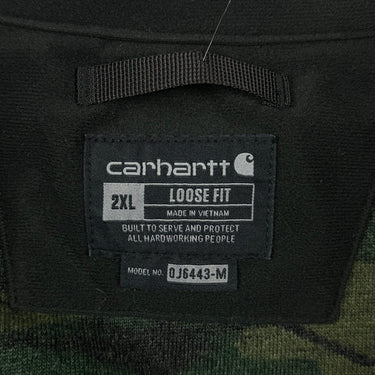 carhartt
2XL LOOSE FIT
MADE IN VIETNAM
BUILT TO SERVE AND PROTECT
ALL HARDWORKING PEOPLE
MODEL NO. OJ6443-M